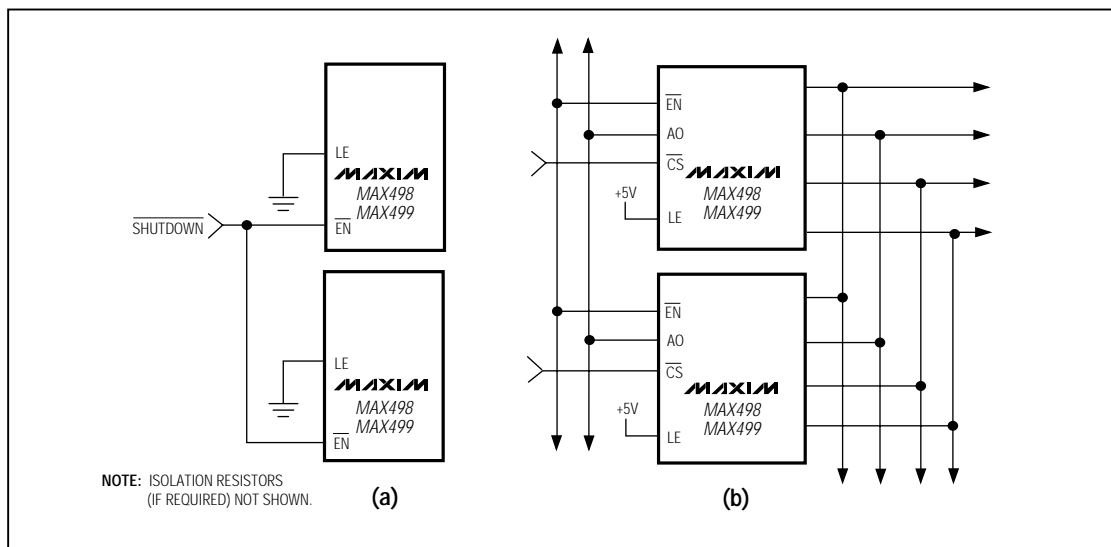 LE
MAXIM
MAX498
MAX499
SHUTDOWN
EN
LE
MAXIM
MAX498
MAX499
EN
NOTE: ISOLATION RESISTORS
(IF REQUIRED) NOT SHOWN.
(a)
EN
AO
CS
MAXIM
+5V
MAX498
LE
MAX499
EN
AO
CS
MAXIM
+5V
MAX498
LE
MAX499
(b)